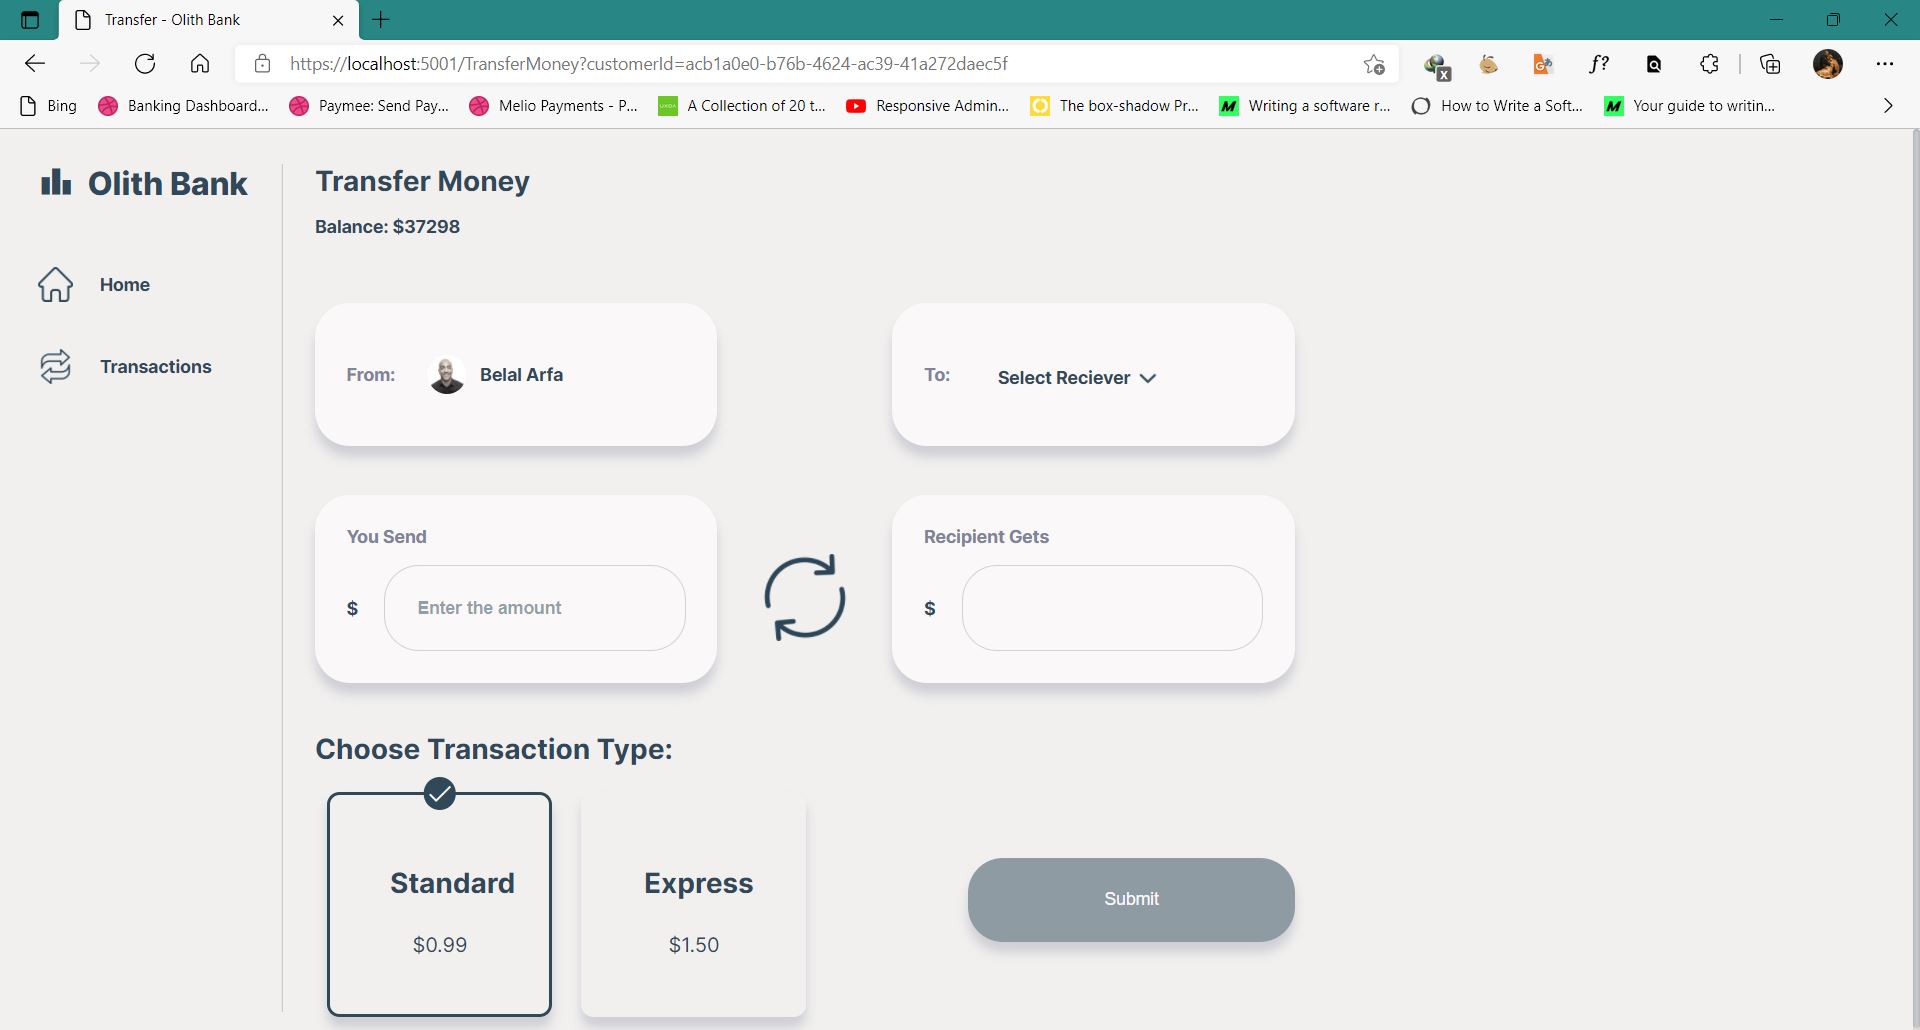 Transfer - Olith Bank
https://localhost:5001/TransferMoney?customerId=acb1a0e0-b76b-4624-ac39-41a272daec5f
Bing Banking Dashboard... Paymee: Send Pay... Melio Payments - P... A Collection of 20 t... Responsive Admin... The box-shadow Pr... Writing a software r... How to Write a Soft... Your guide to writin...
Olith Bank
Home
Transactions
Transfer Money
Balance: $37298
From: Belal Arfa
To: Select Reciever
You Send
$ Enter the amount
Recipient Gets
$
Choose Transaction Type:
Standard
$0.99
Express
$1.50
Submit